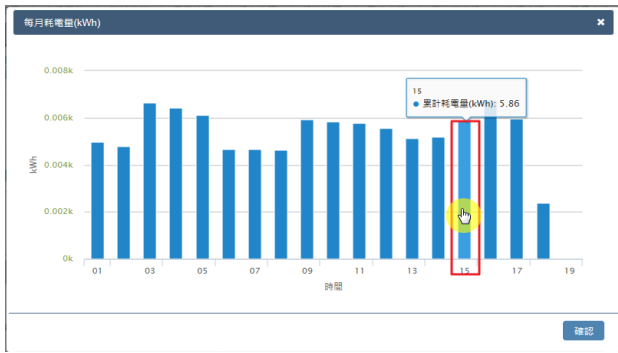 每月耗電量(kWh)
×
0.008k
0.006k
0.004k
0.002k
0k
kWh
15
● 累計耗電量(kWh): 5.86
01 03 05 07 09 11 13 15 17 19
時間
確認